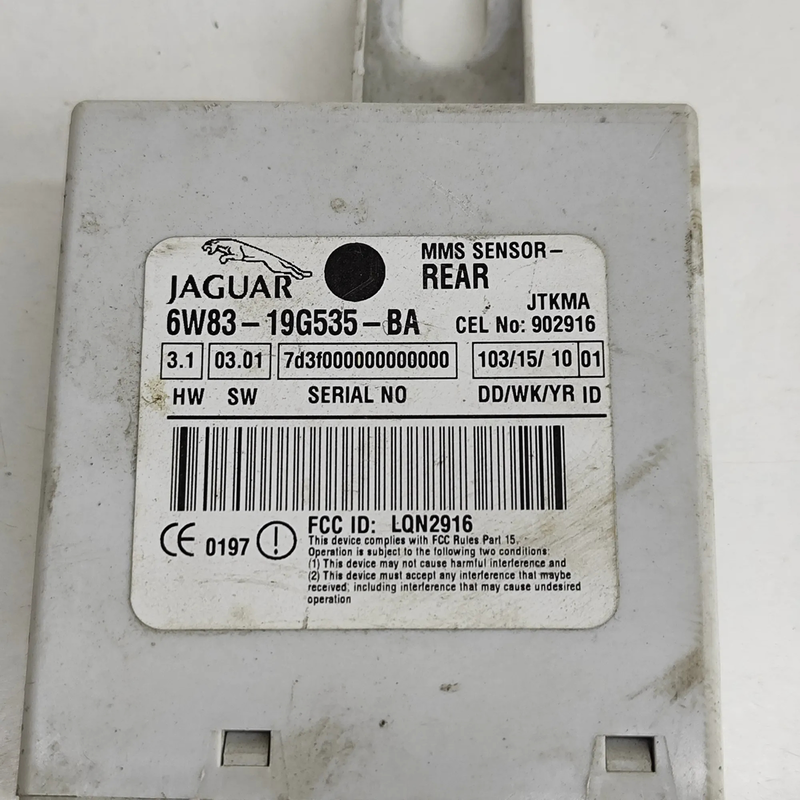 JAGUAR
MMS SENSOR-
REAR
JTKMA
6W83-19G535-BA
CEL No: 902916
3.1 03.01 7d3f000000000000 103/15/ 10 01
HW SW SERIAL NO DD/WK/YR ID
CE 0197 !
FCC ID: LQN2916
This device complies with FCC Rules Part 15.
Operation is subject to the following two conditions:
(1) This device may not cause harmful interference and
(2) This device must accept any interference that maybe
received, including interference that may cause undesired
operation